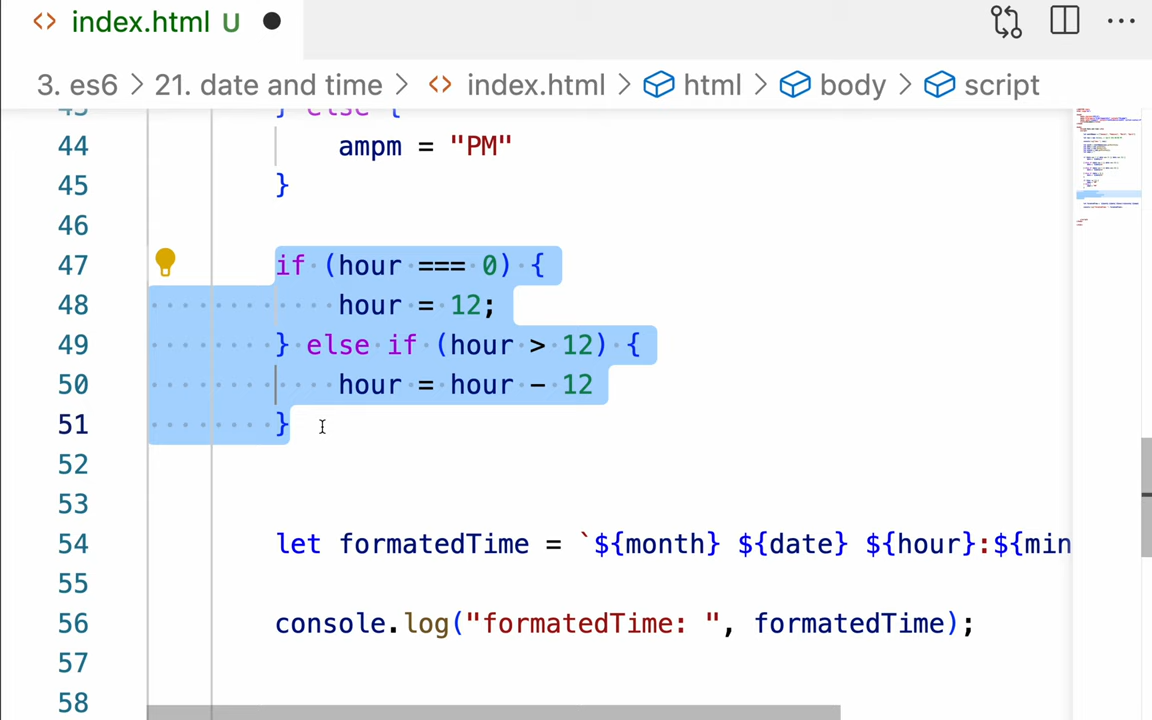 index.html U
3. es6 > 21. date and time > index.html > html > body > script
43 } else {
44 ampm = "PM"
45 }
46
47 if (hour === 0) {
48 hour = 12;
49 } else if (hour > 12) {
50 hour = hour - 12
51 }
52
53
54 let formatedTime = `${month} ${date} ${hour}:${min
55
56 console.log("formatedTime: ", formatedTime);
57
58